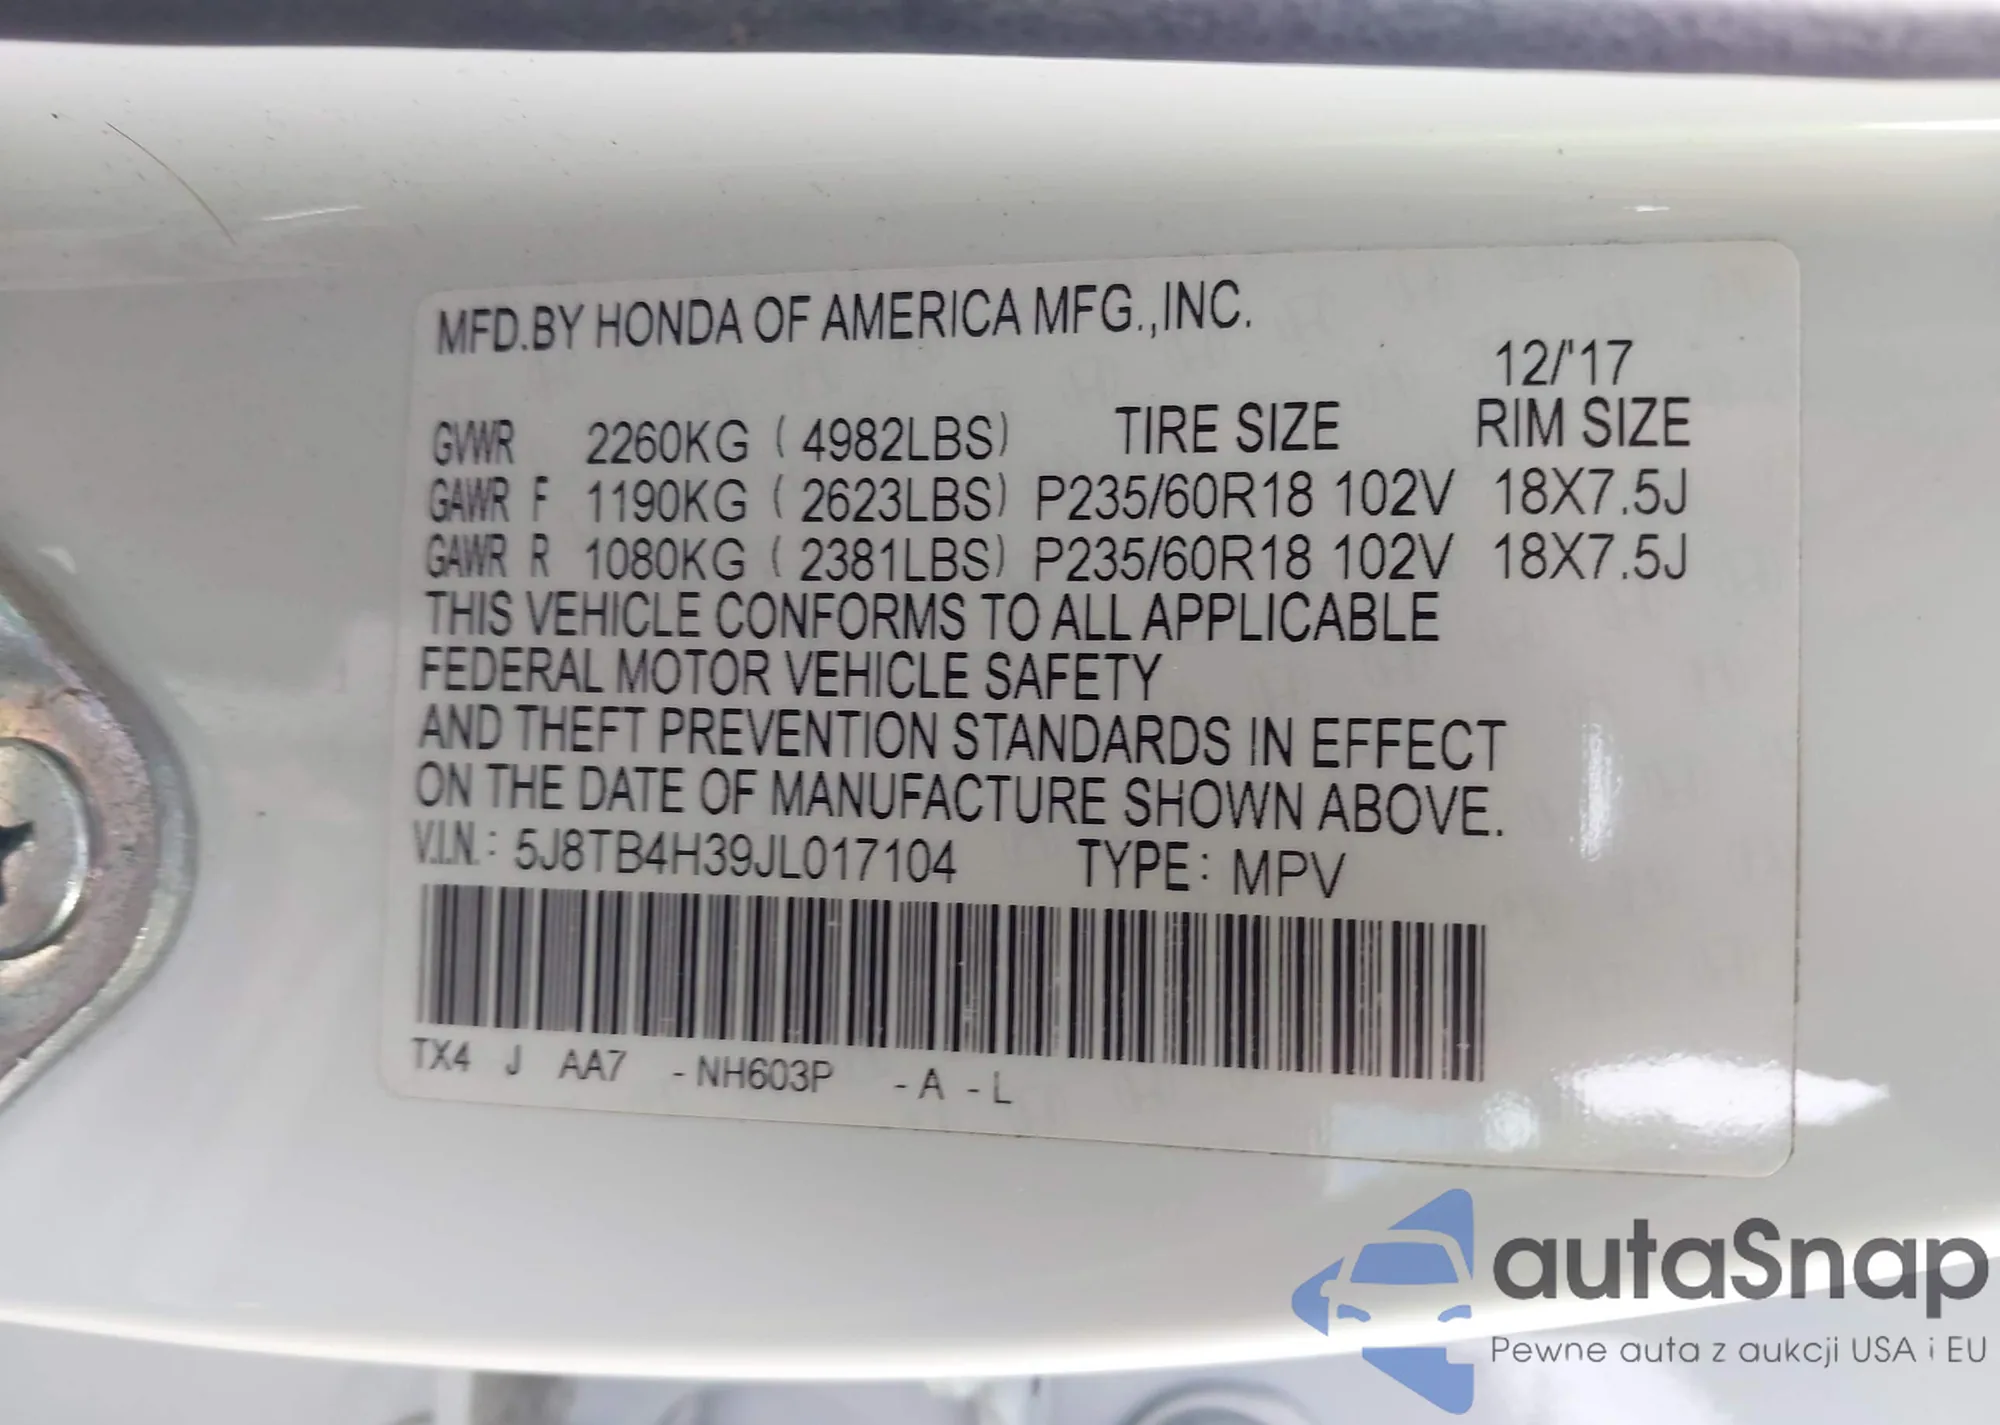 MFD.BY HONDA OF AMERICA MFG.,INC.
12/'17
GVWR 2260KG ( 4982LBS) TIRE SIZE RIM SIZE
GAWR F 1190KG ( 2623LBS) P235/60R18 102V 18X7.5J
GAWR R 1080KG ( 2381LBS) P235/60R18 102V 18X7.5J
THIS VEHICLE CONFORMS TO ALL APPLICABLE
FEDERAL MOTOR VEHICLE SAFETY
AND THEFT PREVENTION STANDARDS IN EFFECT
ON THE DATE OF MANUFACTURE SHOWN ABOVE.
V.I.N.: 5J8TB4H39JL017104 TYPE: MPV
TX4 J AA7 -NH603P -A -L
autoSnap
Pewne auta z aukcji USA i EU